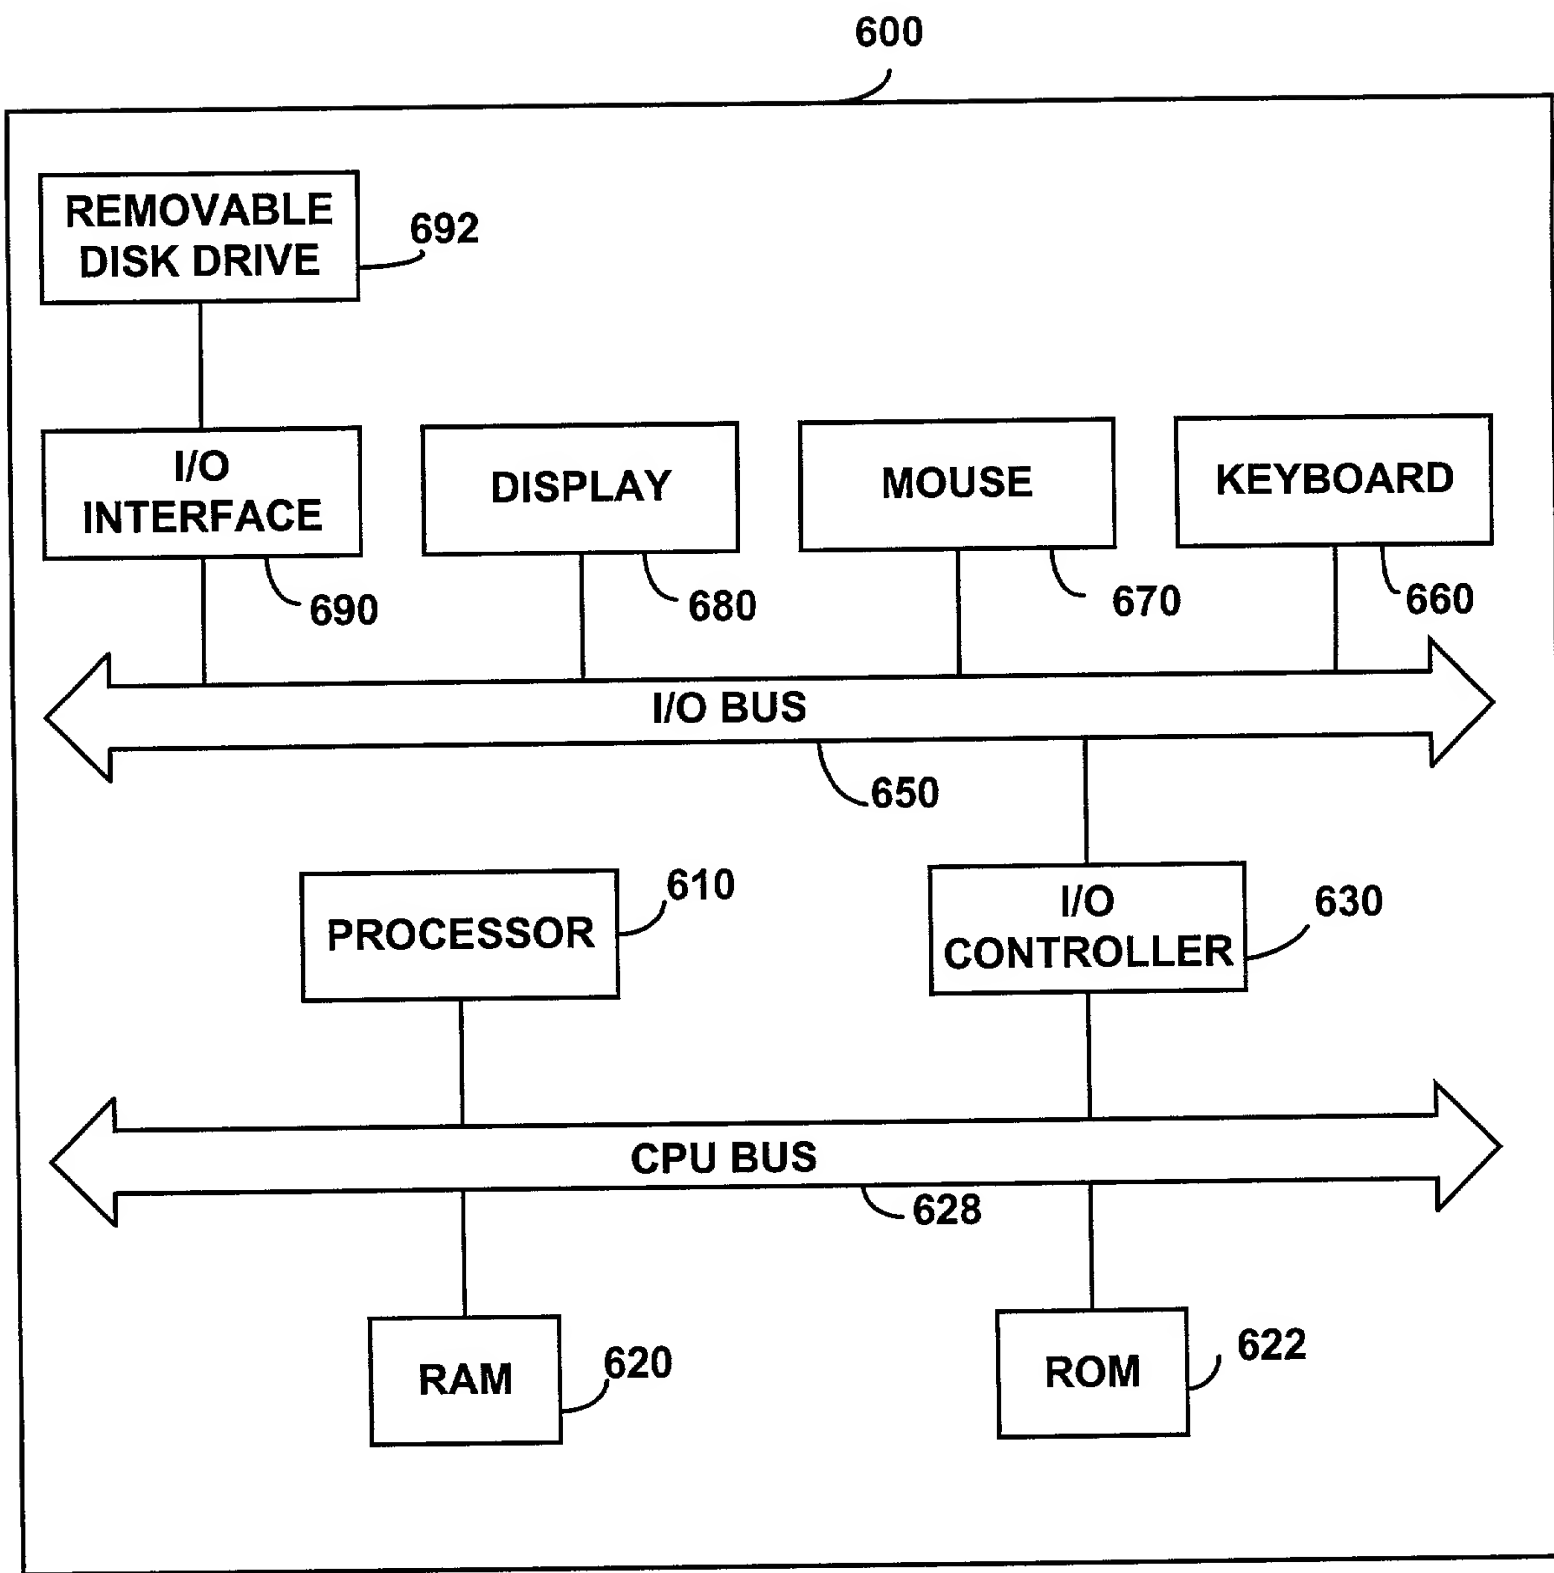 600
REMOVABLE
DISK DRIVE
692
I/O
INTERFACE
690
DISPLAY
680
MOUSE
670
KEYBOARD
660
I/O BUS
650
PROCESSOR
610
I/O
CONTROLLER
630
CPU BUS
628
RAM
620
ROM
622